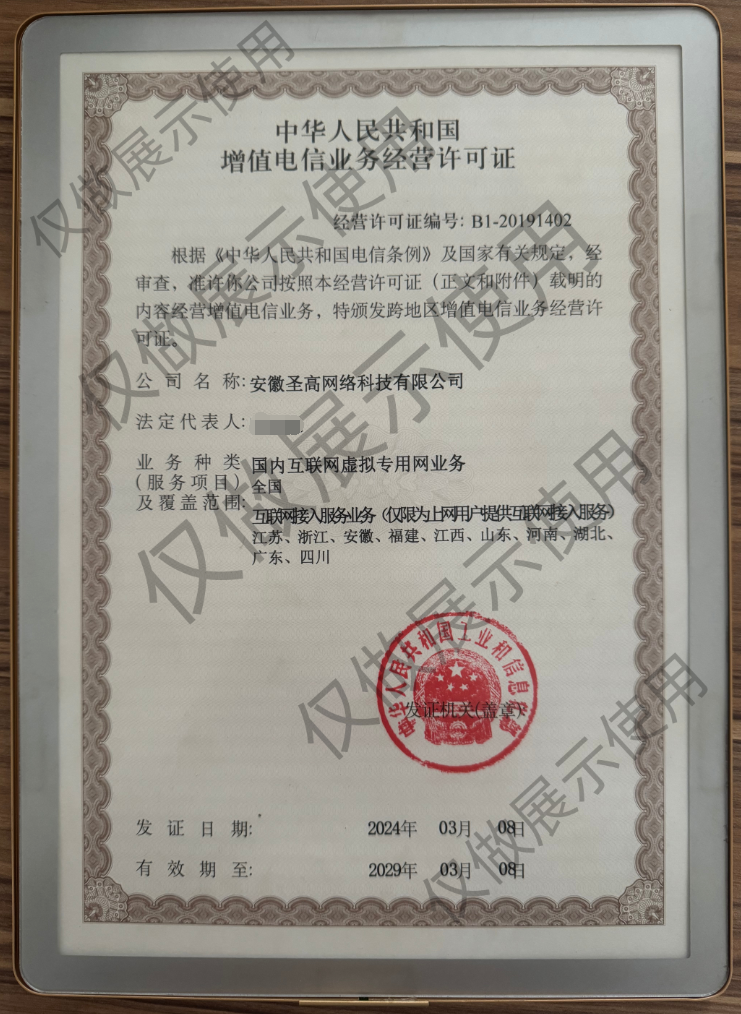 中华人民共和国
增值电信业务经营许可证
经营许可证编号: B1-20191402
根据《中华人民共和国电信条例》及国家有关规定，经
审查，准许你公司按照本经营许可证（正文和附件）载明的
内容经营增值电信业务，特颁发跨地区增值电信业务经营许
可证。
公司名称: 安徽圣高网络科技有限公司
法定代表人:
业务种类 国内互联网虚拟专用网业务
(服务项目) 全国
及覆盖范围:
互联网接入服务业务（仅限为上网用户提供互联网接入服务）
江苏、浙江、安徽、福建、江西、山东、河南、湖北、
广东、四川
中华人民共和国工业和信息化部
发证机关(盖章)
发证日期: 2024年 03月 08日
有效期至: 2029年 03月 08日
仅做展示使用
仅做展示使用
仅做展示使用
仅做展示使用
仅做展示使用